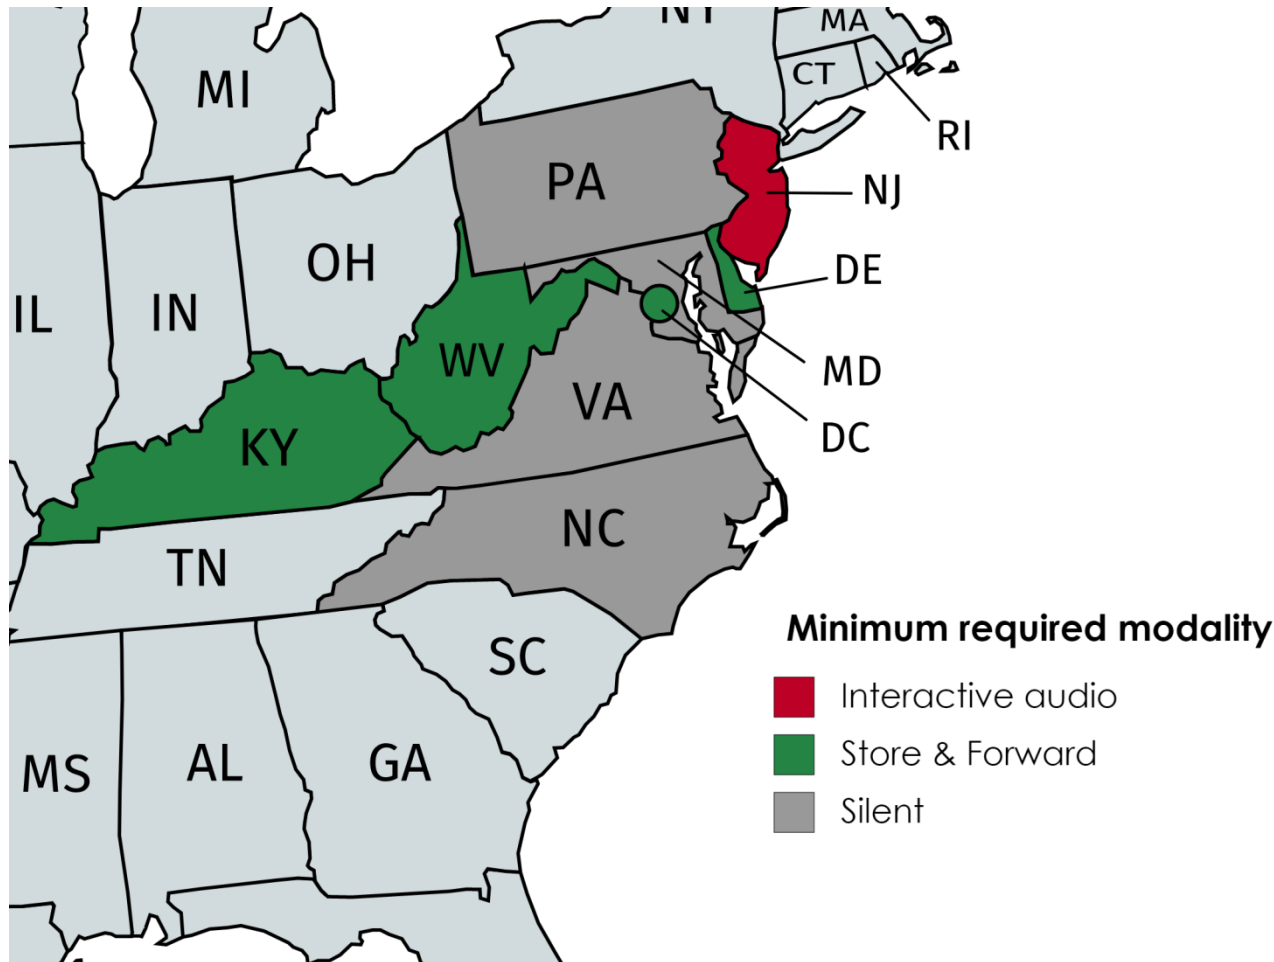 NY
MA
MI
CT
RI
PA
NJ
OH
DE
IL
IN
WV
MD
VA
DC
KY
NC
TN
Minimum required modality
SC
Interactive audio
Store & Forward
MS
AL
GA
Silent